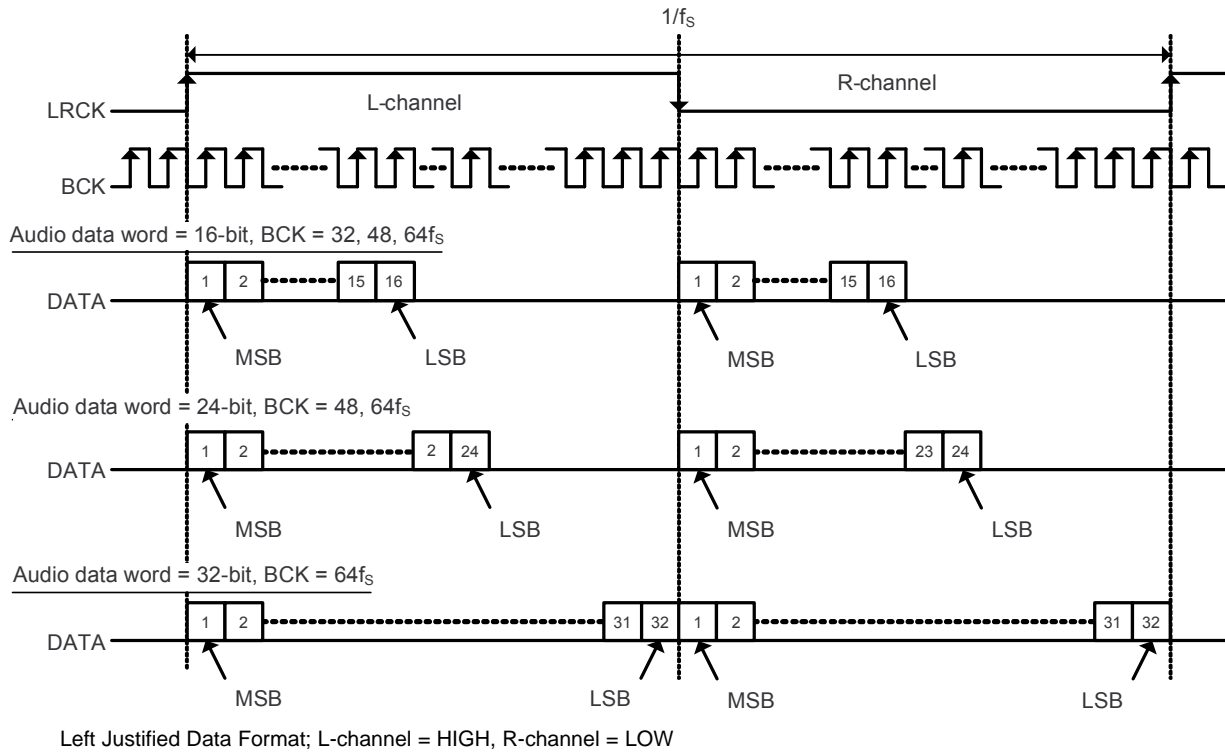 1/fS
L-channel
R-channel
LRCK
BCK
Audio data word = 16-bit, BCK = 32, 48, 64fS
DATA
1 2 15 16 1 2 15 16
MSB LSB MSB LSB
Audio data word = 24-bit, BCK = 48, 64fS
DATA
1 2 2 24 1 2 23 24
MSB LSB MSB LSB
Audio data word = 32-bit, BCK = 64fS
DATA
1 2 31 32 1 2 31 32
MSB LSB MSB LSB
Left Justified Data Format; L-channel = HIGH, R-channel = LOW